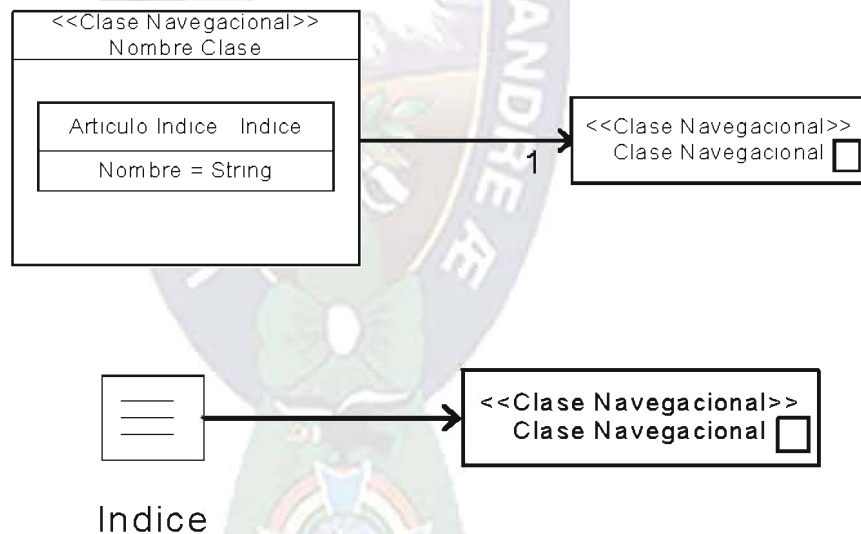 <<Clase Navegacional>>
Nombre Clase
Articulo Indice Indice
Nombre = String
1
<<Clase Navegacional>>
Clase Navegacional
<<Clase Navegacional>>
Clase Navegacional
Indice
ANDRE Æ